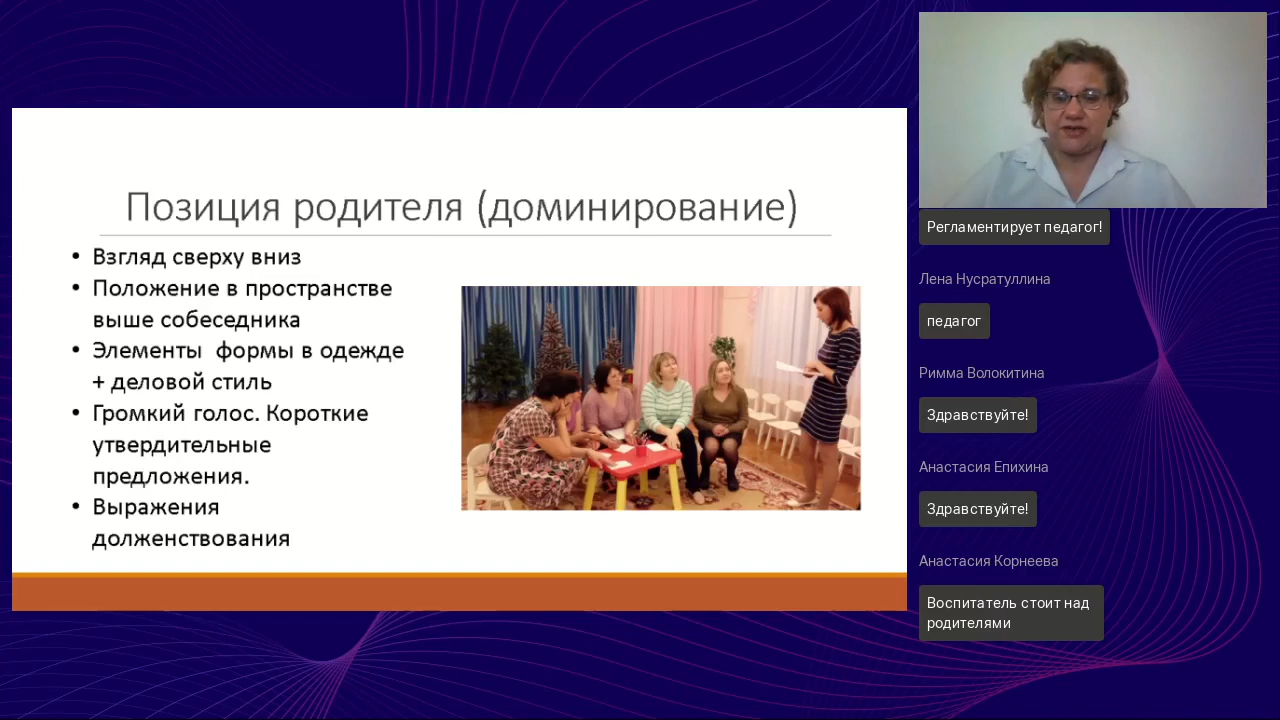 Позиция родителя (доминирование)
• Взгляд сверху вниз
• Положение в пространстве
выше собеседника
• Элементы формы в одежде
+ деловой стиль
• Громкий голос. Короткие
утвердительные
предложения.
• Выражения
долженствования
Регламентирует педагог!
Лена Нусратуллина
педагог
Римма Волокитина
Здравствуйте!
Анастасия Епихина
Здравствуйте!
Анастасия Корнеева
Воспитатель стоит над
родителями